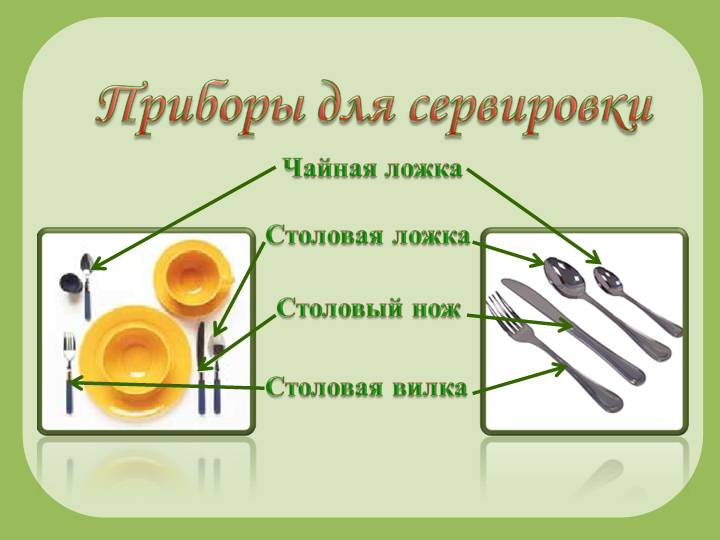 Приборы для сервировки
Чайная ложка
Столовая ложка
Столовый нож
Столовая вилка